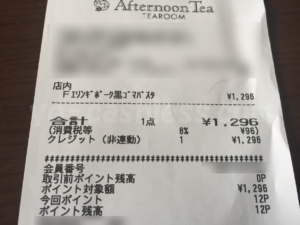 Afternoon Tea
TEAROOM
店内
Fｴﾘﾝｷﾞﾎﾟｰｸ黒ｺﾞﾏﾊﾟｽﾀ
¥1,296
合計 1点 ¥1,296
(消費税等 8% ¥96)
クレジット (非連動) 1 ¥1,296
会員番号
取引前ポイント残高 0P
ポイント対象額 ¥1,296
今回ポイント 12P
ポイント残高 12P